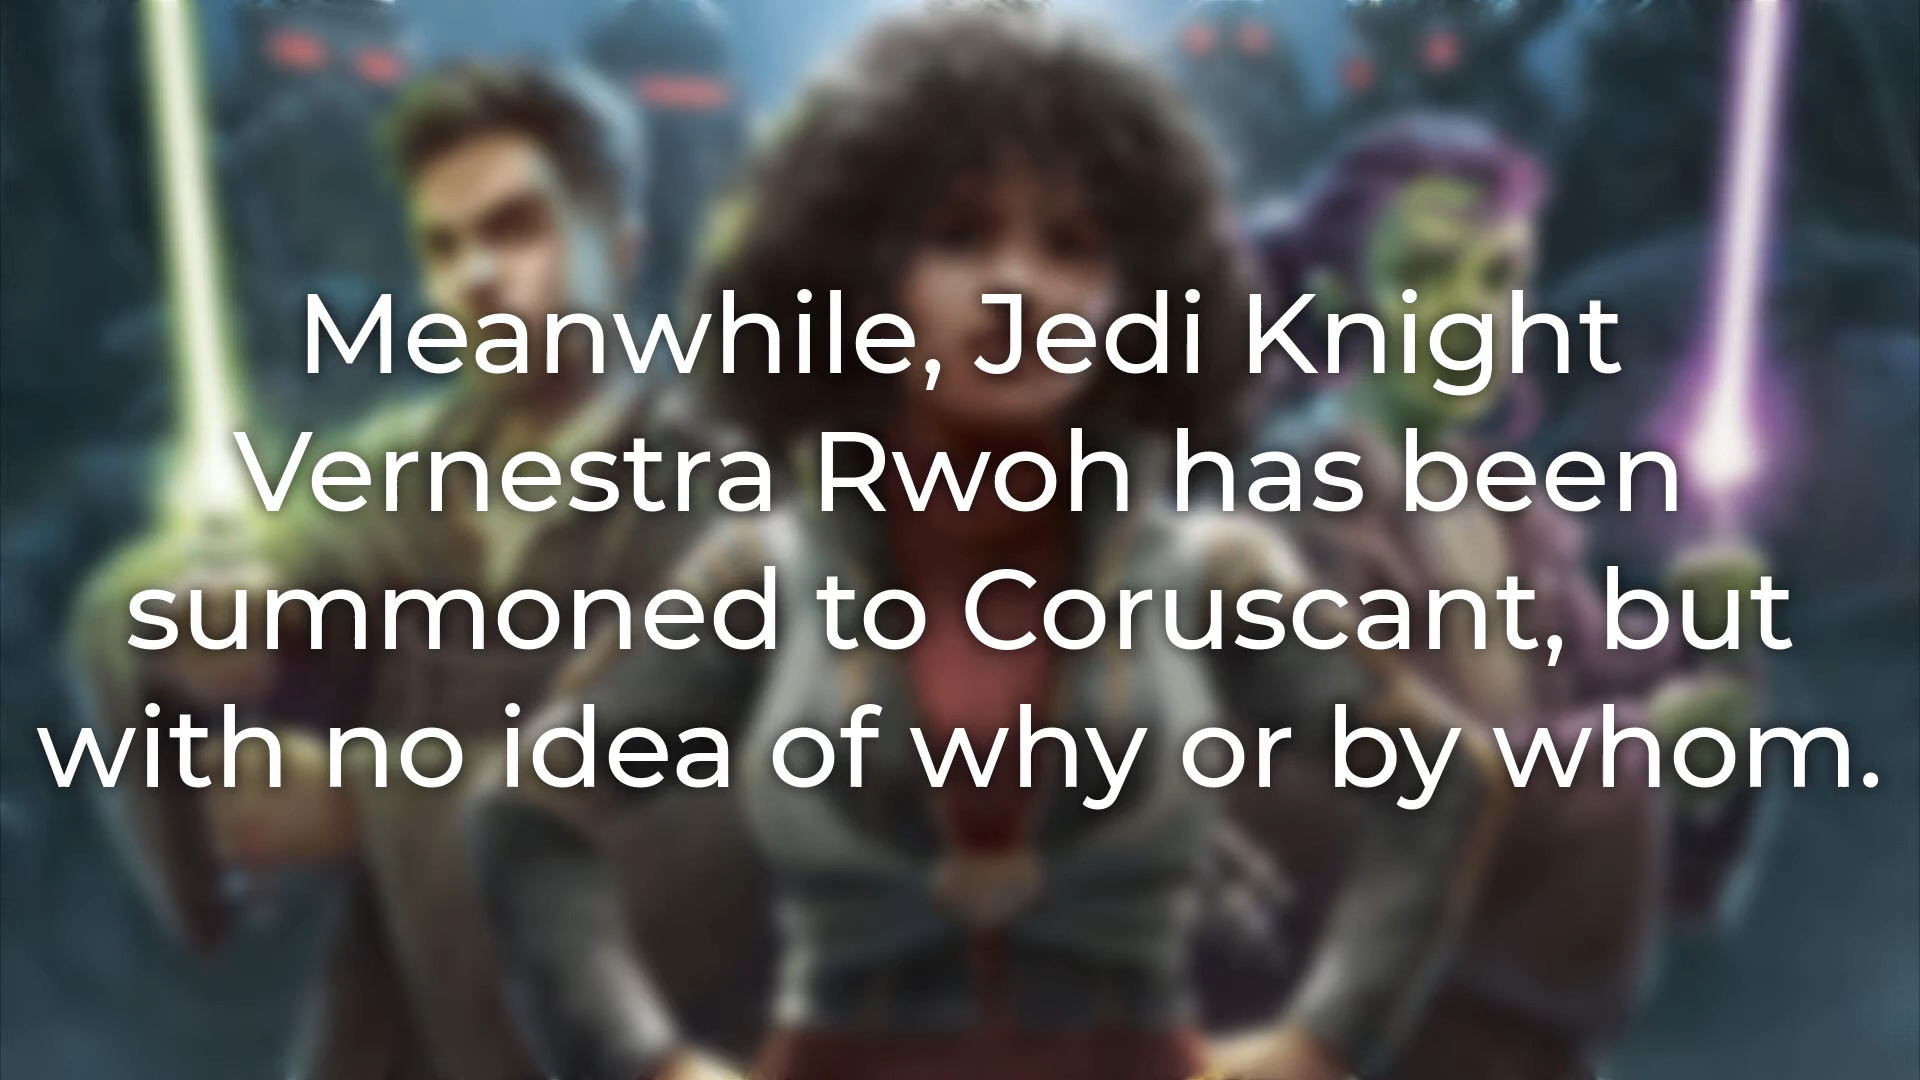 Meanwhile, Jedi Knight
Vernestra Rwoh has been
summoned to Coruscant, but
with no idea of why or by whom.